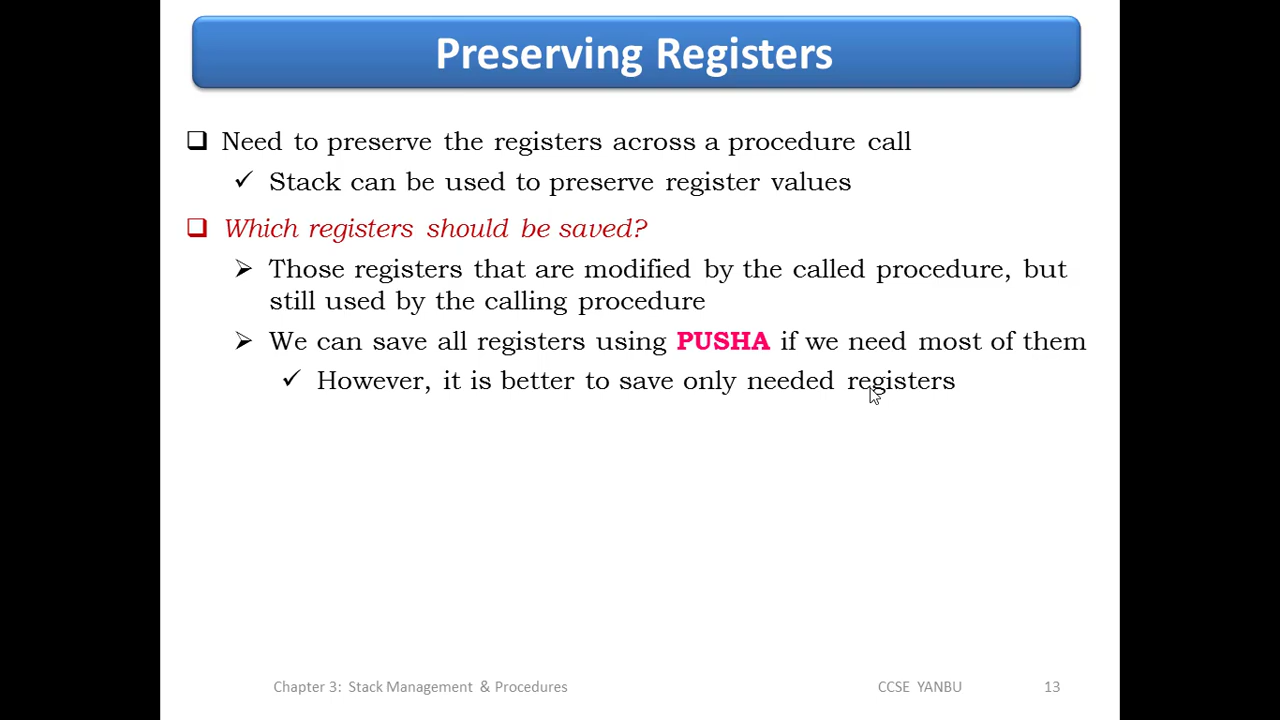 Preserving Registers
Need to preserve the registers across a procedure call
Stack can be used to preserve register values
Which registers should be saved?
Those registers that are modified by the called procedure, but
still used by the calling procedure
We can save all registers using PUSHA if we need most of them
However, it is better to save only needed registers
Chapter 3: Stack Management & Procedures CCSE YANBU 13